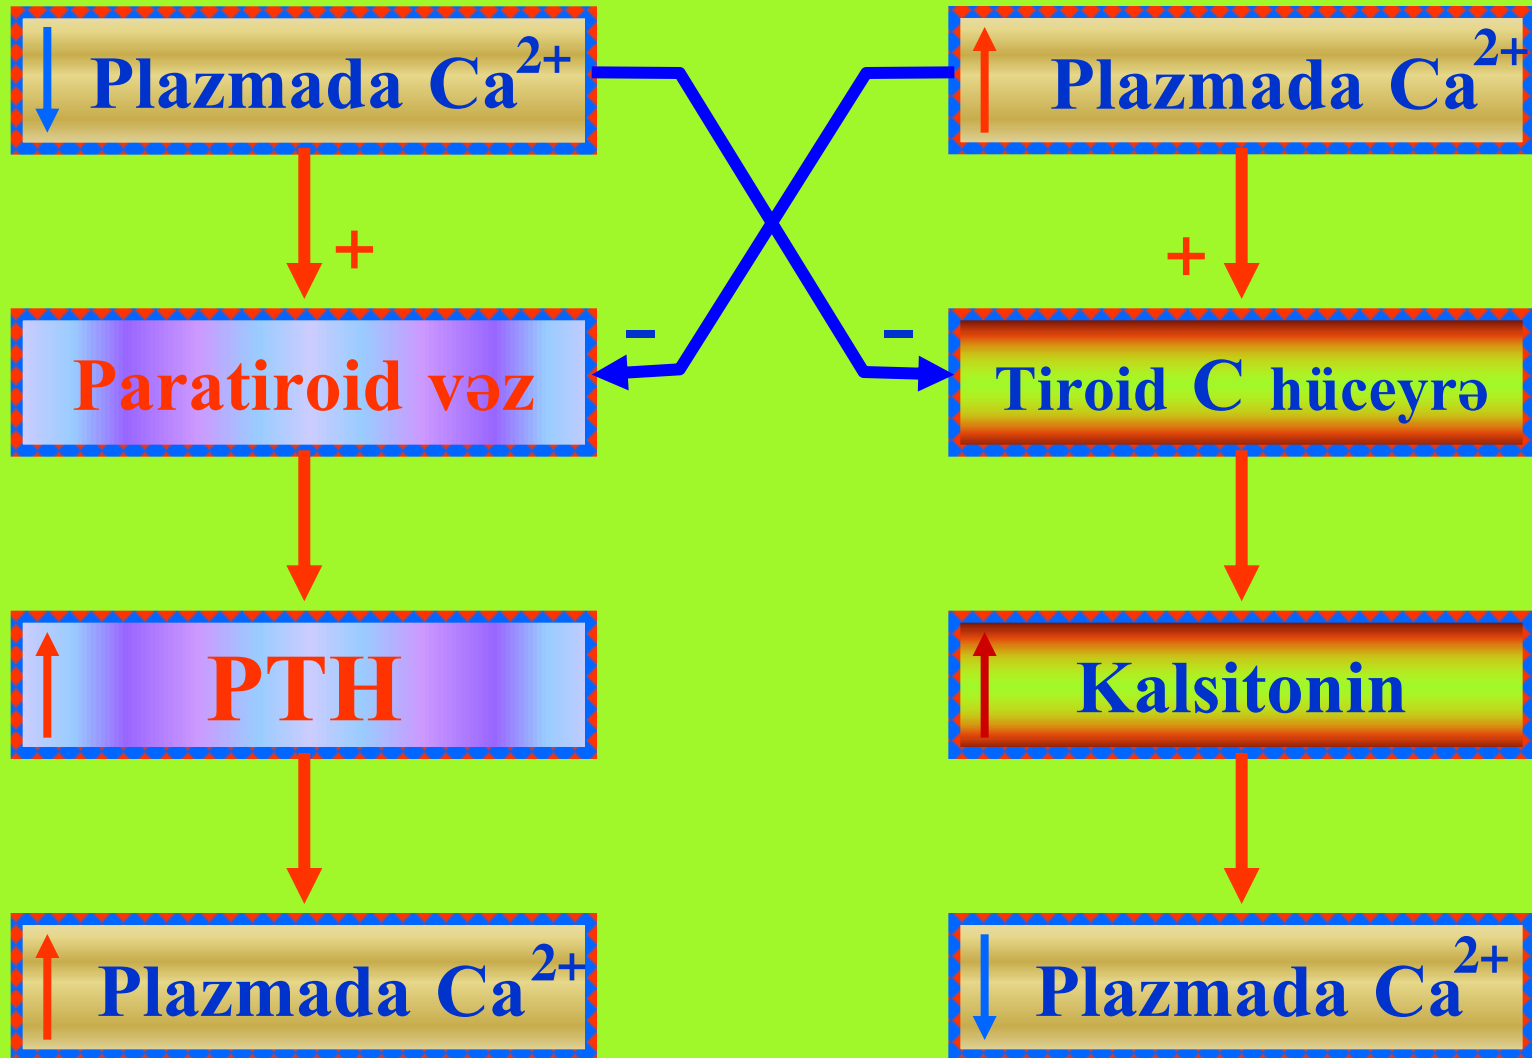 ↓ Plazmada Ca2+
↑ Plazmada Ca2+
+
+
–
–
Paratiroid vəz
Tiroid C hüceyrə
↑ PTH
↑ Kalsitonin
↑ Plazmada Ca2+
↓ Plazmada Ca2+